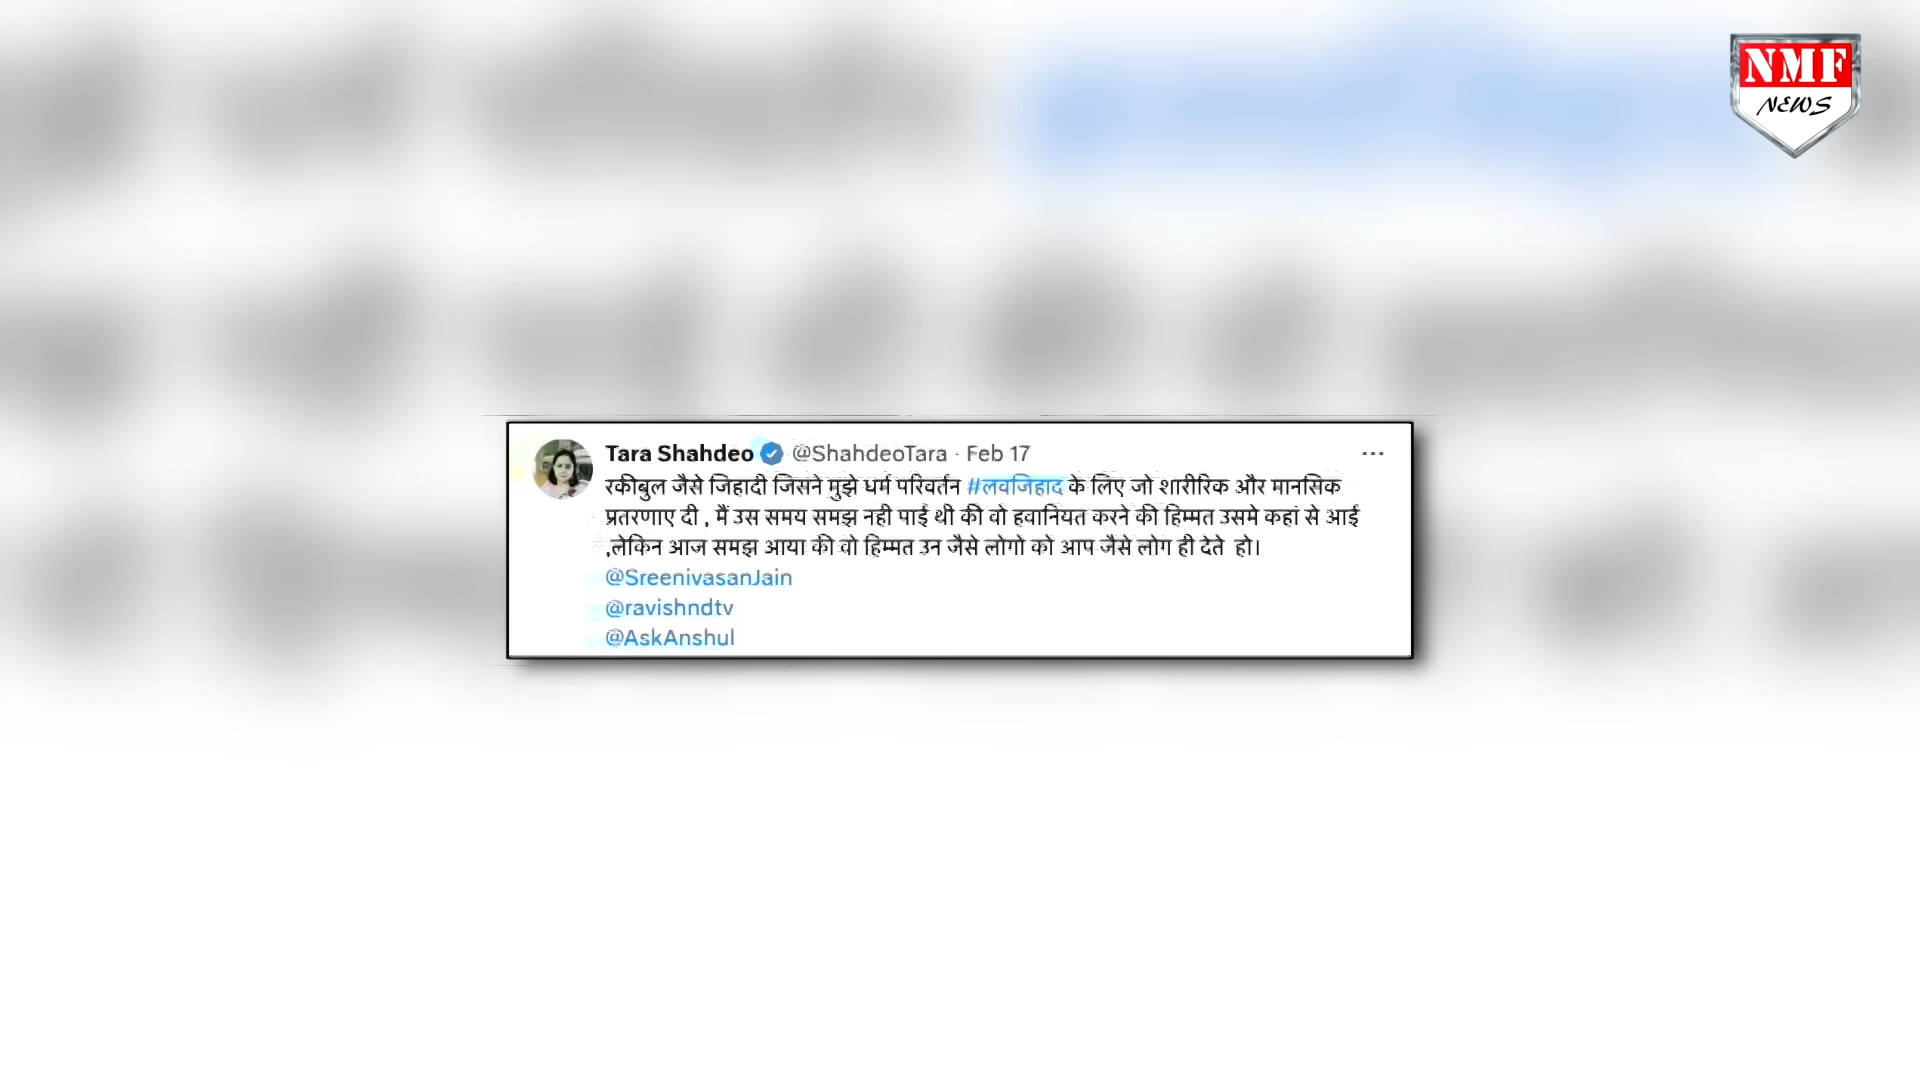 NMF
NEWS
Tara Shahdeo @ShahdeoTara · Feb 17
रकीबुल जैसे जिहादी जिसने मुझे धर्म परिवर्तन #लवजिहाद के लिए जो शारीरिक और मानसिक
प्रतरणाए दी , मैं उस समय समझ नही पाई थी की वो हवानियत करने की हिम्मत उसमे कहां से आई
,लेकिन आज समझ आया की वो हिम्मत उन जैसे लोगो को आप जैसे लोग ही देते हो।
@SreenivasanJain
@ravishndtv
@AskAnshul